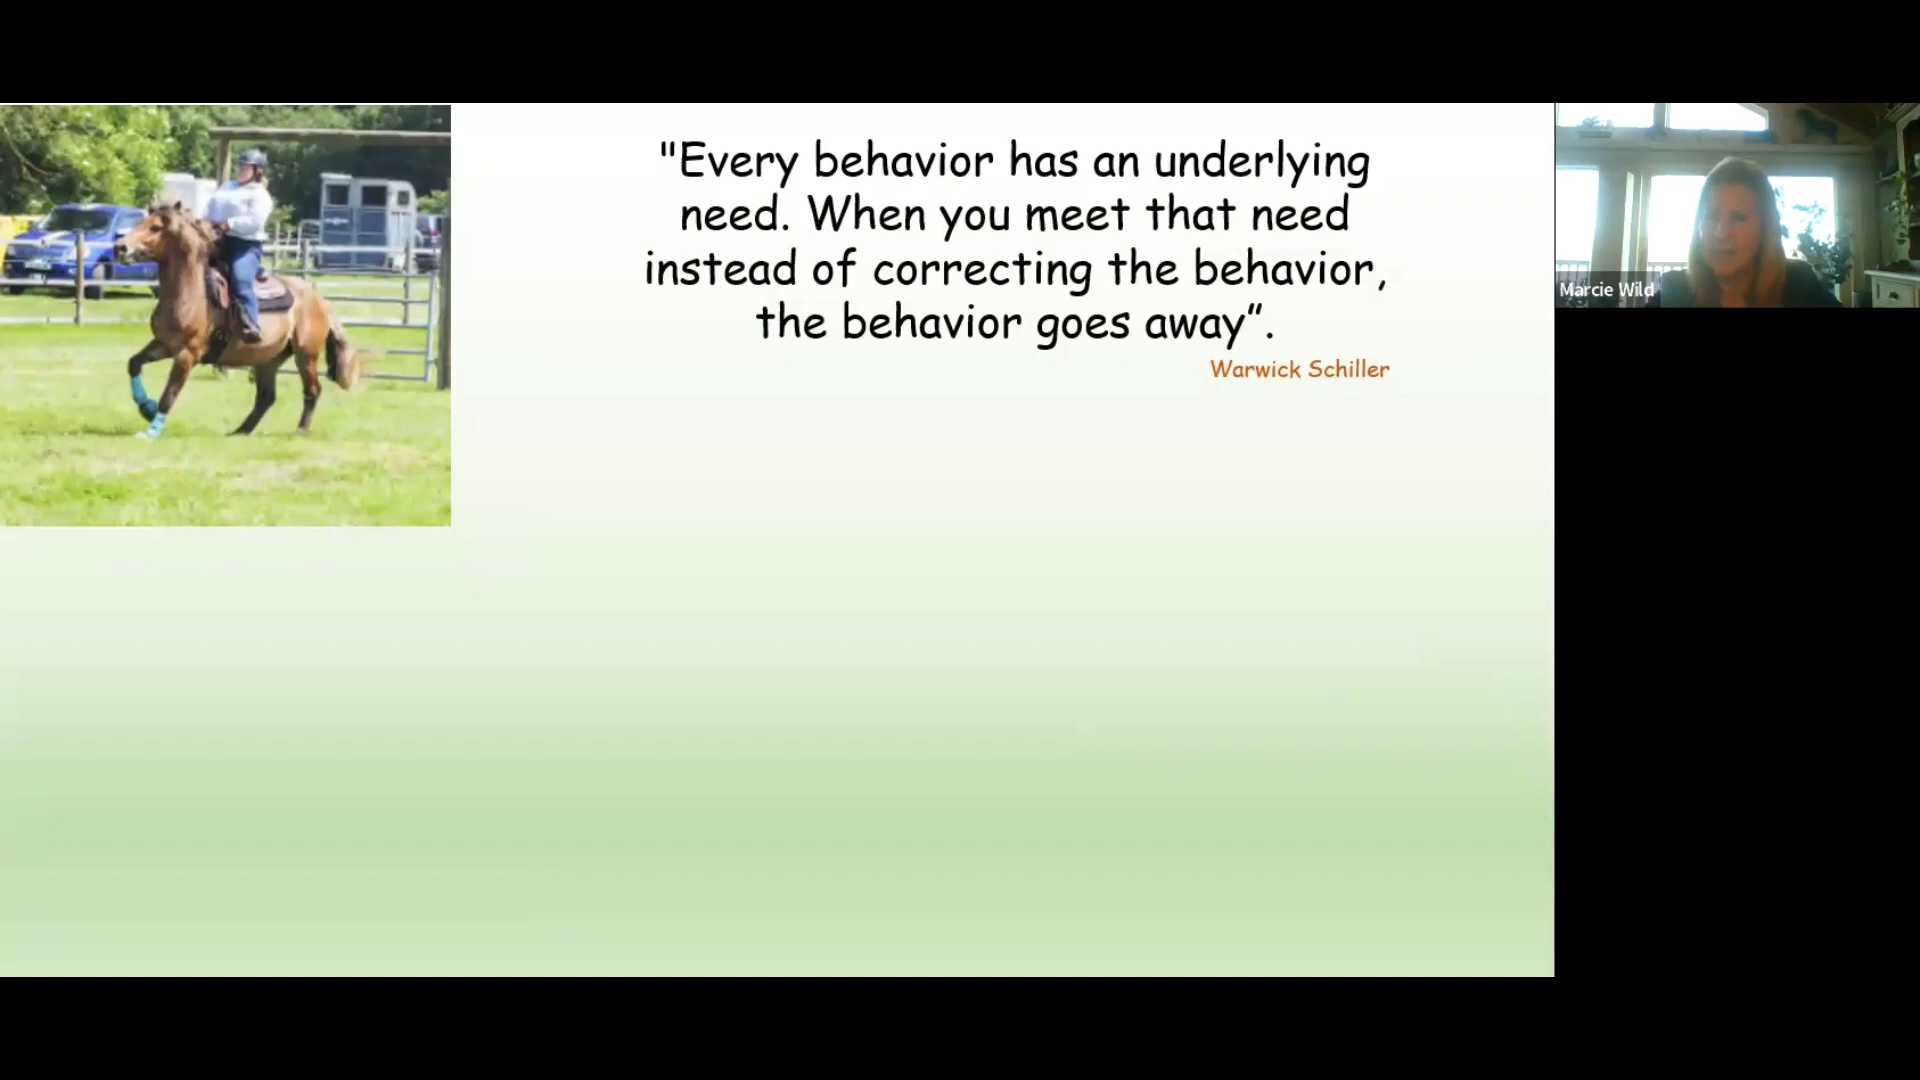 "Every behavior has an underlying
need. When you meet that need
instead of correcting the behavior,
the behavior goes away”.
Warwick Schiller
Marcie Wild